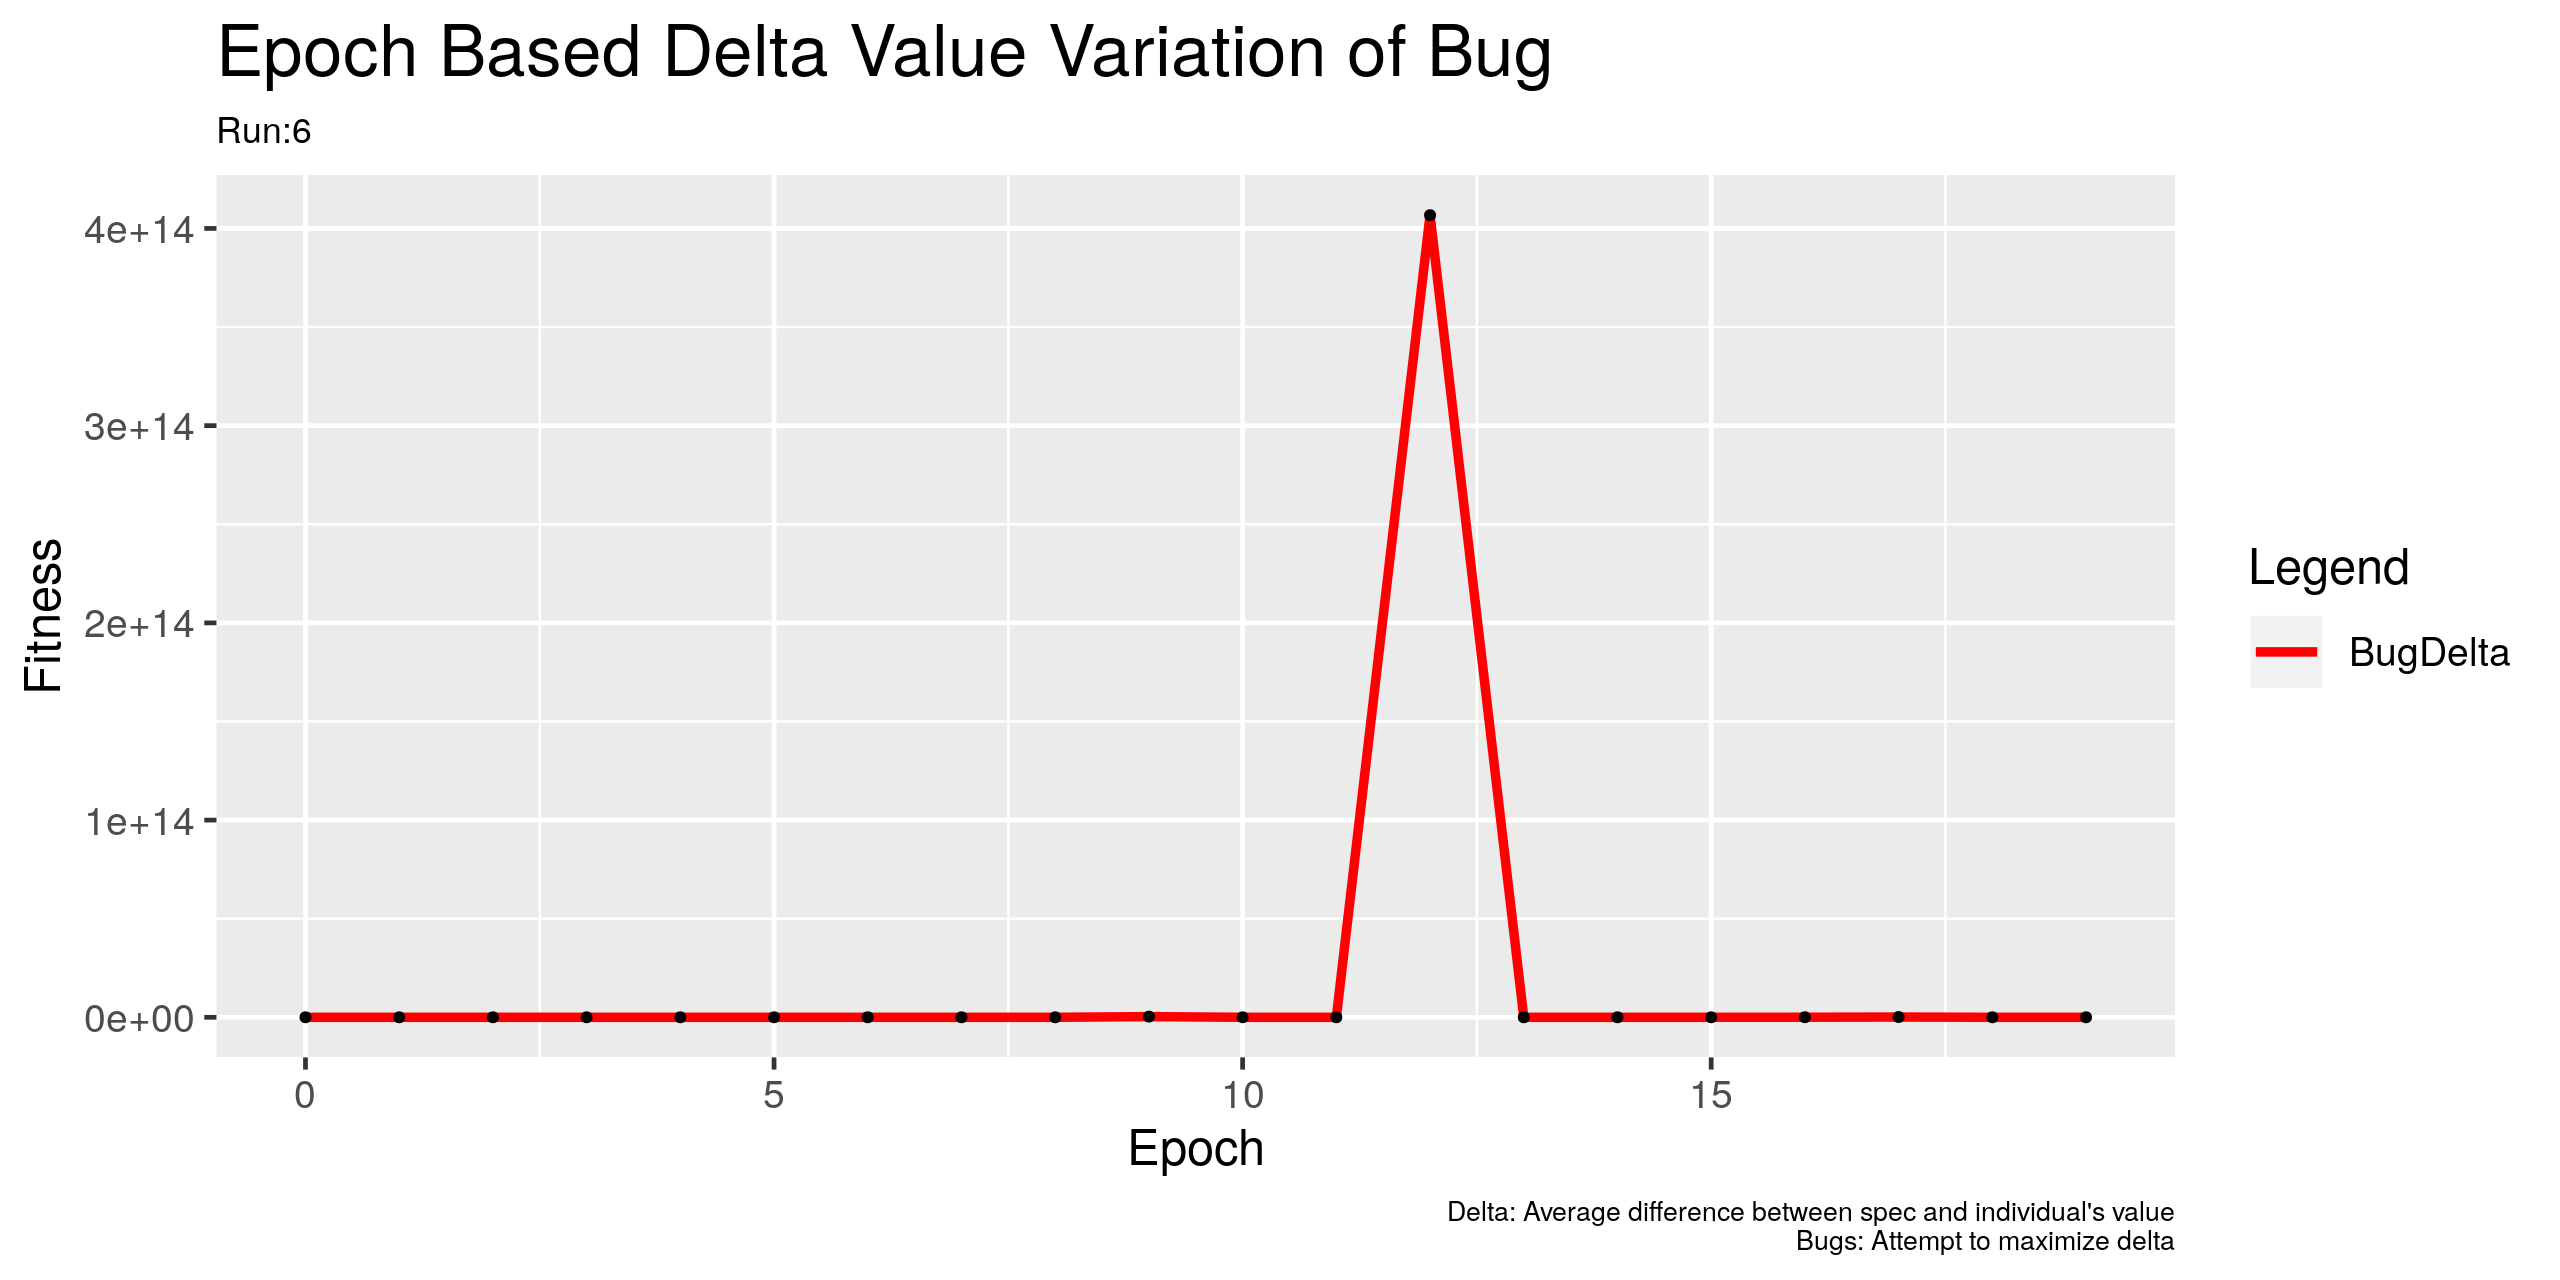 Epoch Based Delta Value Variation of Bug
Run:6
4e+14
3e+14
2e+14
1e+14
0e+00
Fitness
0 5 10 15
Epoch
Legend
BugDelta
Delta: Average difference between spec and individual's value
Bugs: Attempt to maximize delta